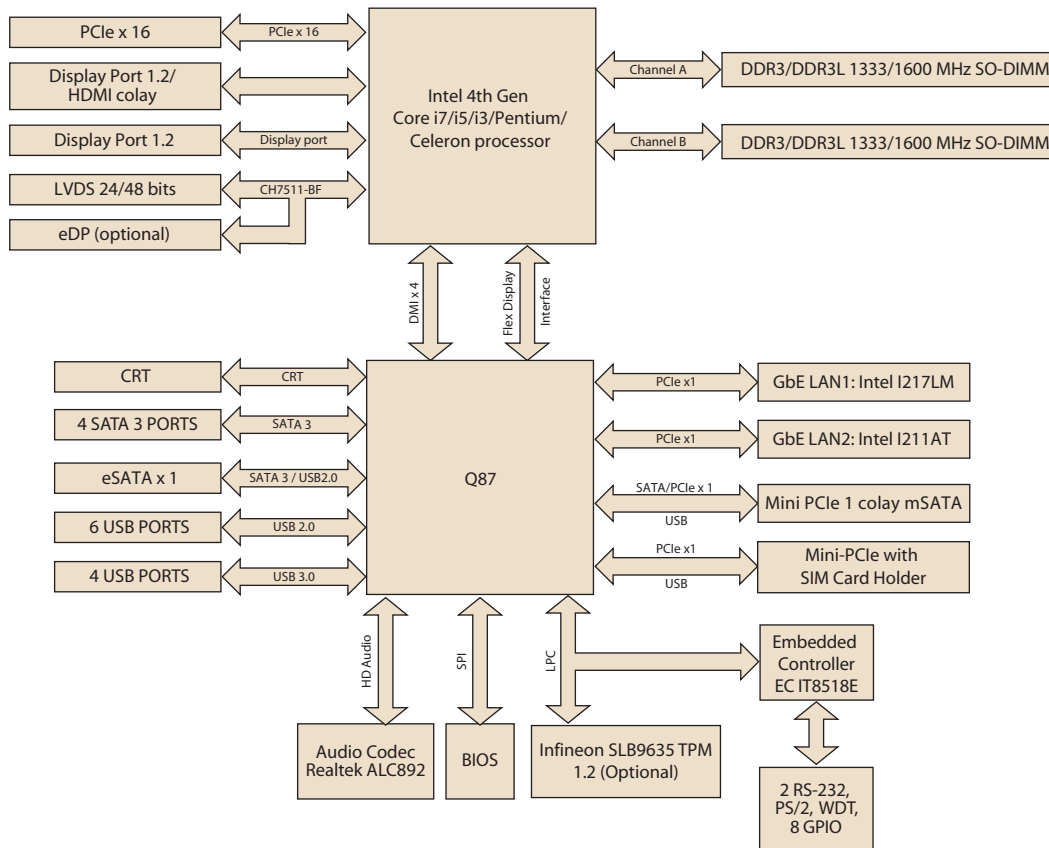 PCIe x 16
PCIe x 16
Display Port 1.2/
HDMI colay
Display Port 1.2
Display port
LVDS 24/48 bits
CH7511-BF
eDP (optional)
Intel 4th Gen
Core i7/i5/i3/Pentium/
Celeron processor
Channel A
DDR3/DDR3L 1333/1600 MHz SO-DIMM
Channel B
DDR3/DDR3L 1333/1600 MHz SO-DIMM
DMI x 4
Flex Display
Interface
CRT
CRT
4 SATA 3 PORTS
SATA 3
eSATA x 1
SATA 3 / USB2.0
6 USB PORTS
USB 2.0
4 USB PORTS
USB 3.0
Q87
PCIe x1
GbE LAN1: Intel I217LM
PCIe x1
GbE LAN2: Intel I211AT
SATA/PCIe x 1
USB
Mini PCIe 1 colay mSATA
PCIe x1
USB
Mini-PCIe with
SIM Card Holder
HD Audio
SPI
LPC
Embedded
Controller
EC IT8518E
Audio Codec
Realtek ALC892
BIOS
Infineon SLB9635 TPM
1.2 (Optional)
2 RS-232,
PS/2, WDT,
8 GPIO